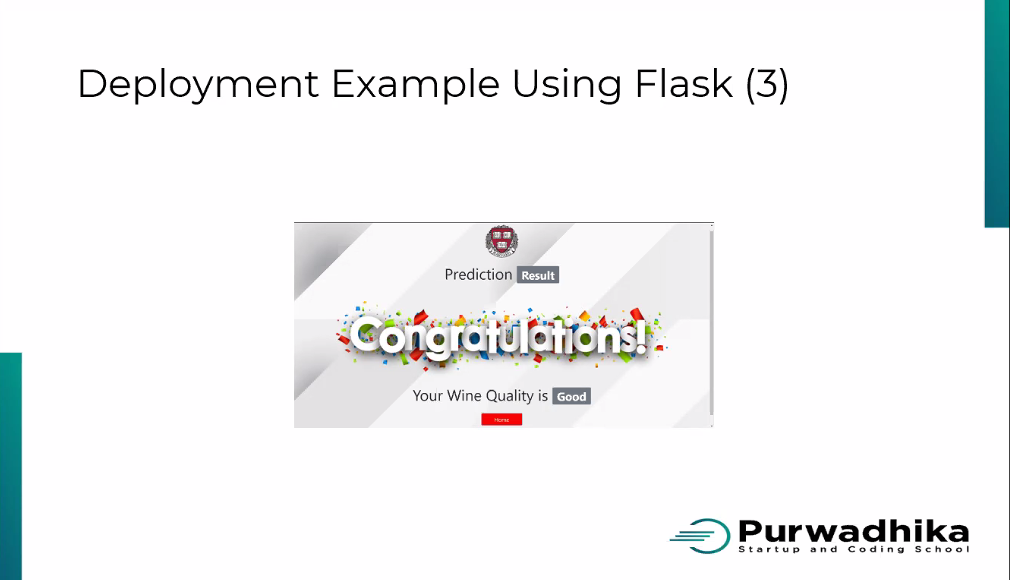 Deployment Example Using Flask (3)
Prediction Result
Congratulations!
Your Wine Quality is Good
Home
Purwadhika
Startup and Coding School